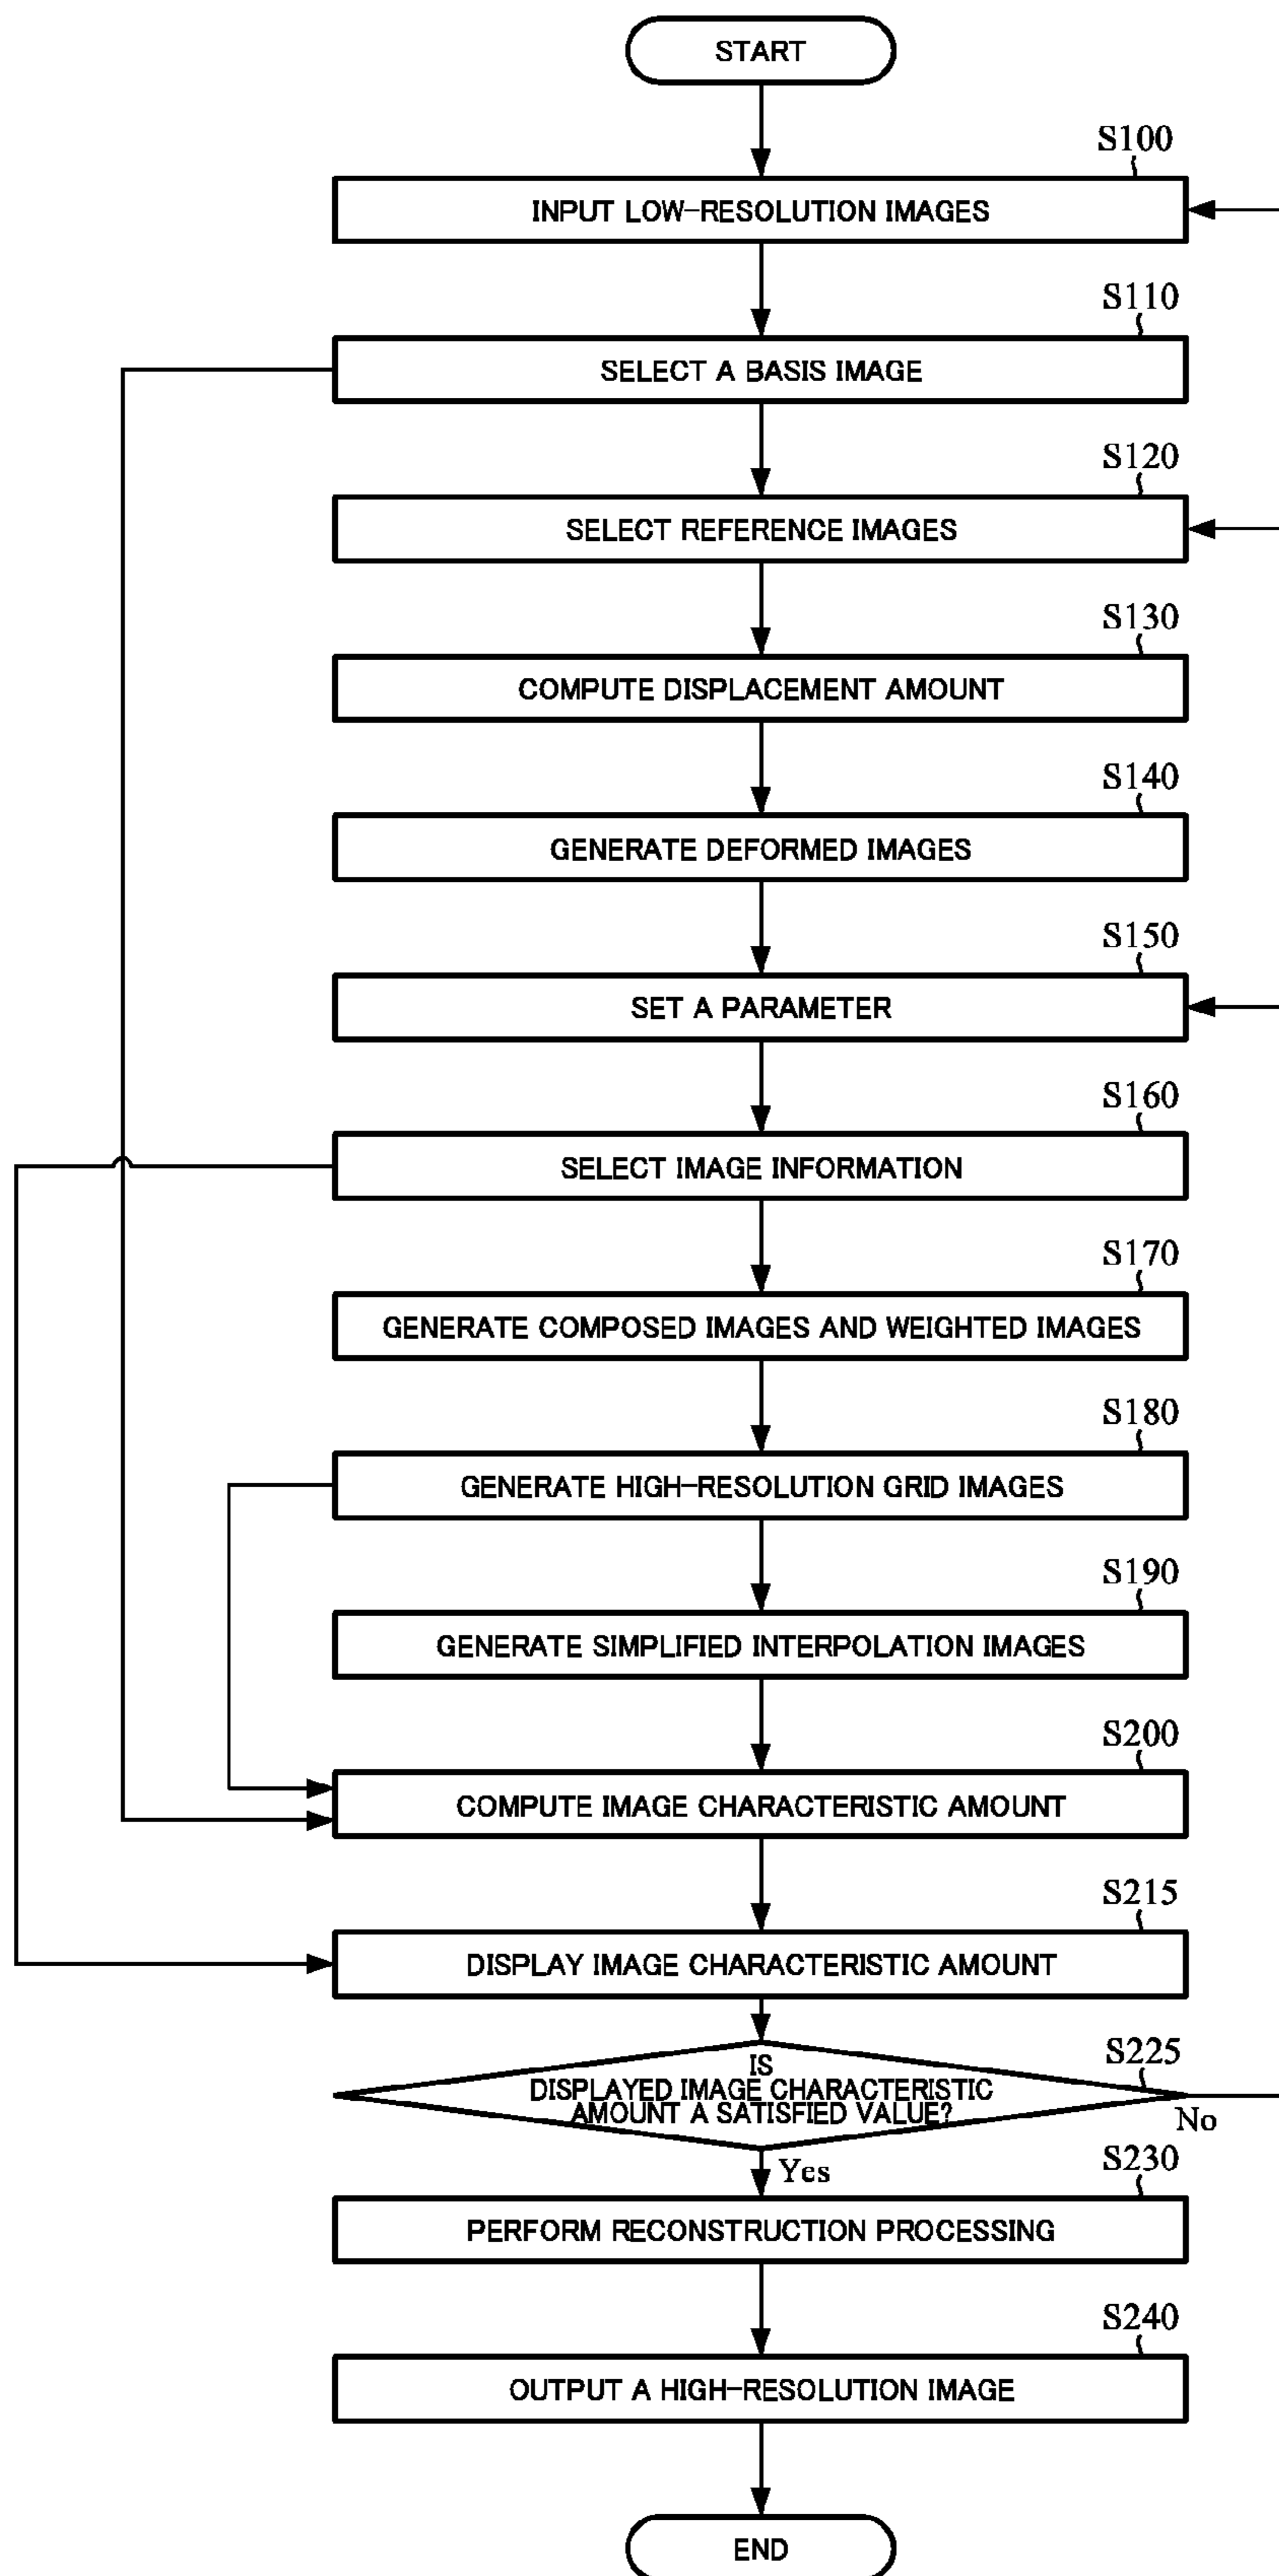 START
S100
INPUT LOW-RESOLUTION IMAGES
S110
SELECT A BASIS IMAGE
S120
SELECT REFERENCE IMAGES
S130
COMPUTE DISPLACEMENT AMOUNT
S140
GENERATE DEFORMED IMAGES
S150
SET A PARAMETER
S160
SELECT IMAGE INFORMATION
S170
GENERATE COMPOSED IMAGES AND WEIGHTED IMAGES
S180
GENERATE HIGH-RESOLUTION GRID IMAGES
S190
GENERATE SIMPLIFIED INTERPOLATION IMAGES
S200
COMPUTE IMAGE CHARACTERISTIC AMOUNT
S215
DISPLAY IMAGE CHARACTERISTIC AMOUNT
S225
IS
DISPLAYED IMAGE CHARACTERISTIC
AMOUNT A SATISFIED VALUE?
No
Yes
S230
PERFORM RECONSTRUCTION PROCESSING
S240
OUTPUT A HIGH-RESOLUTION IMAGE
END